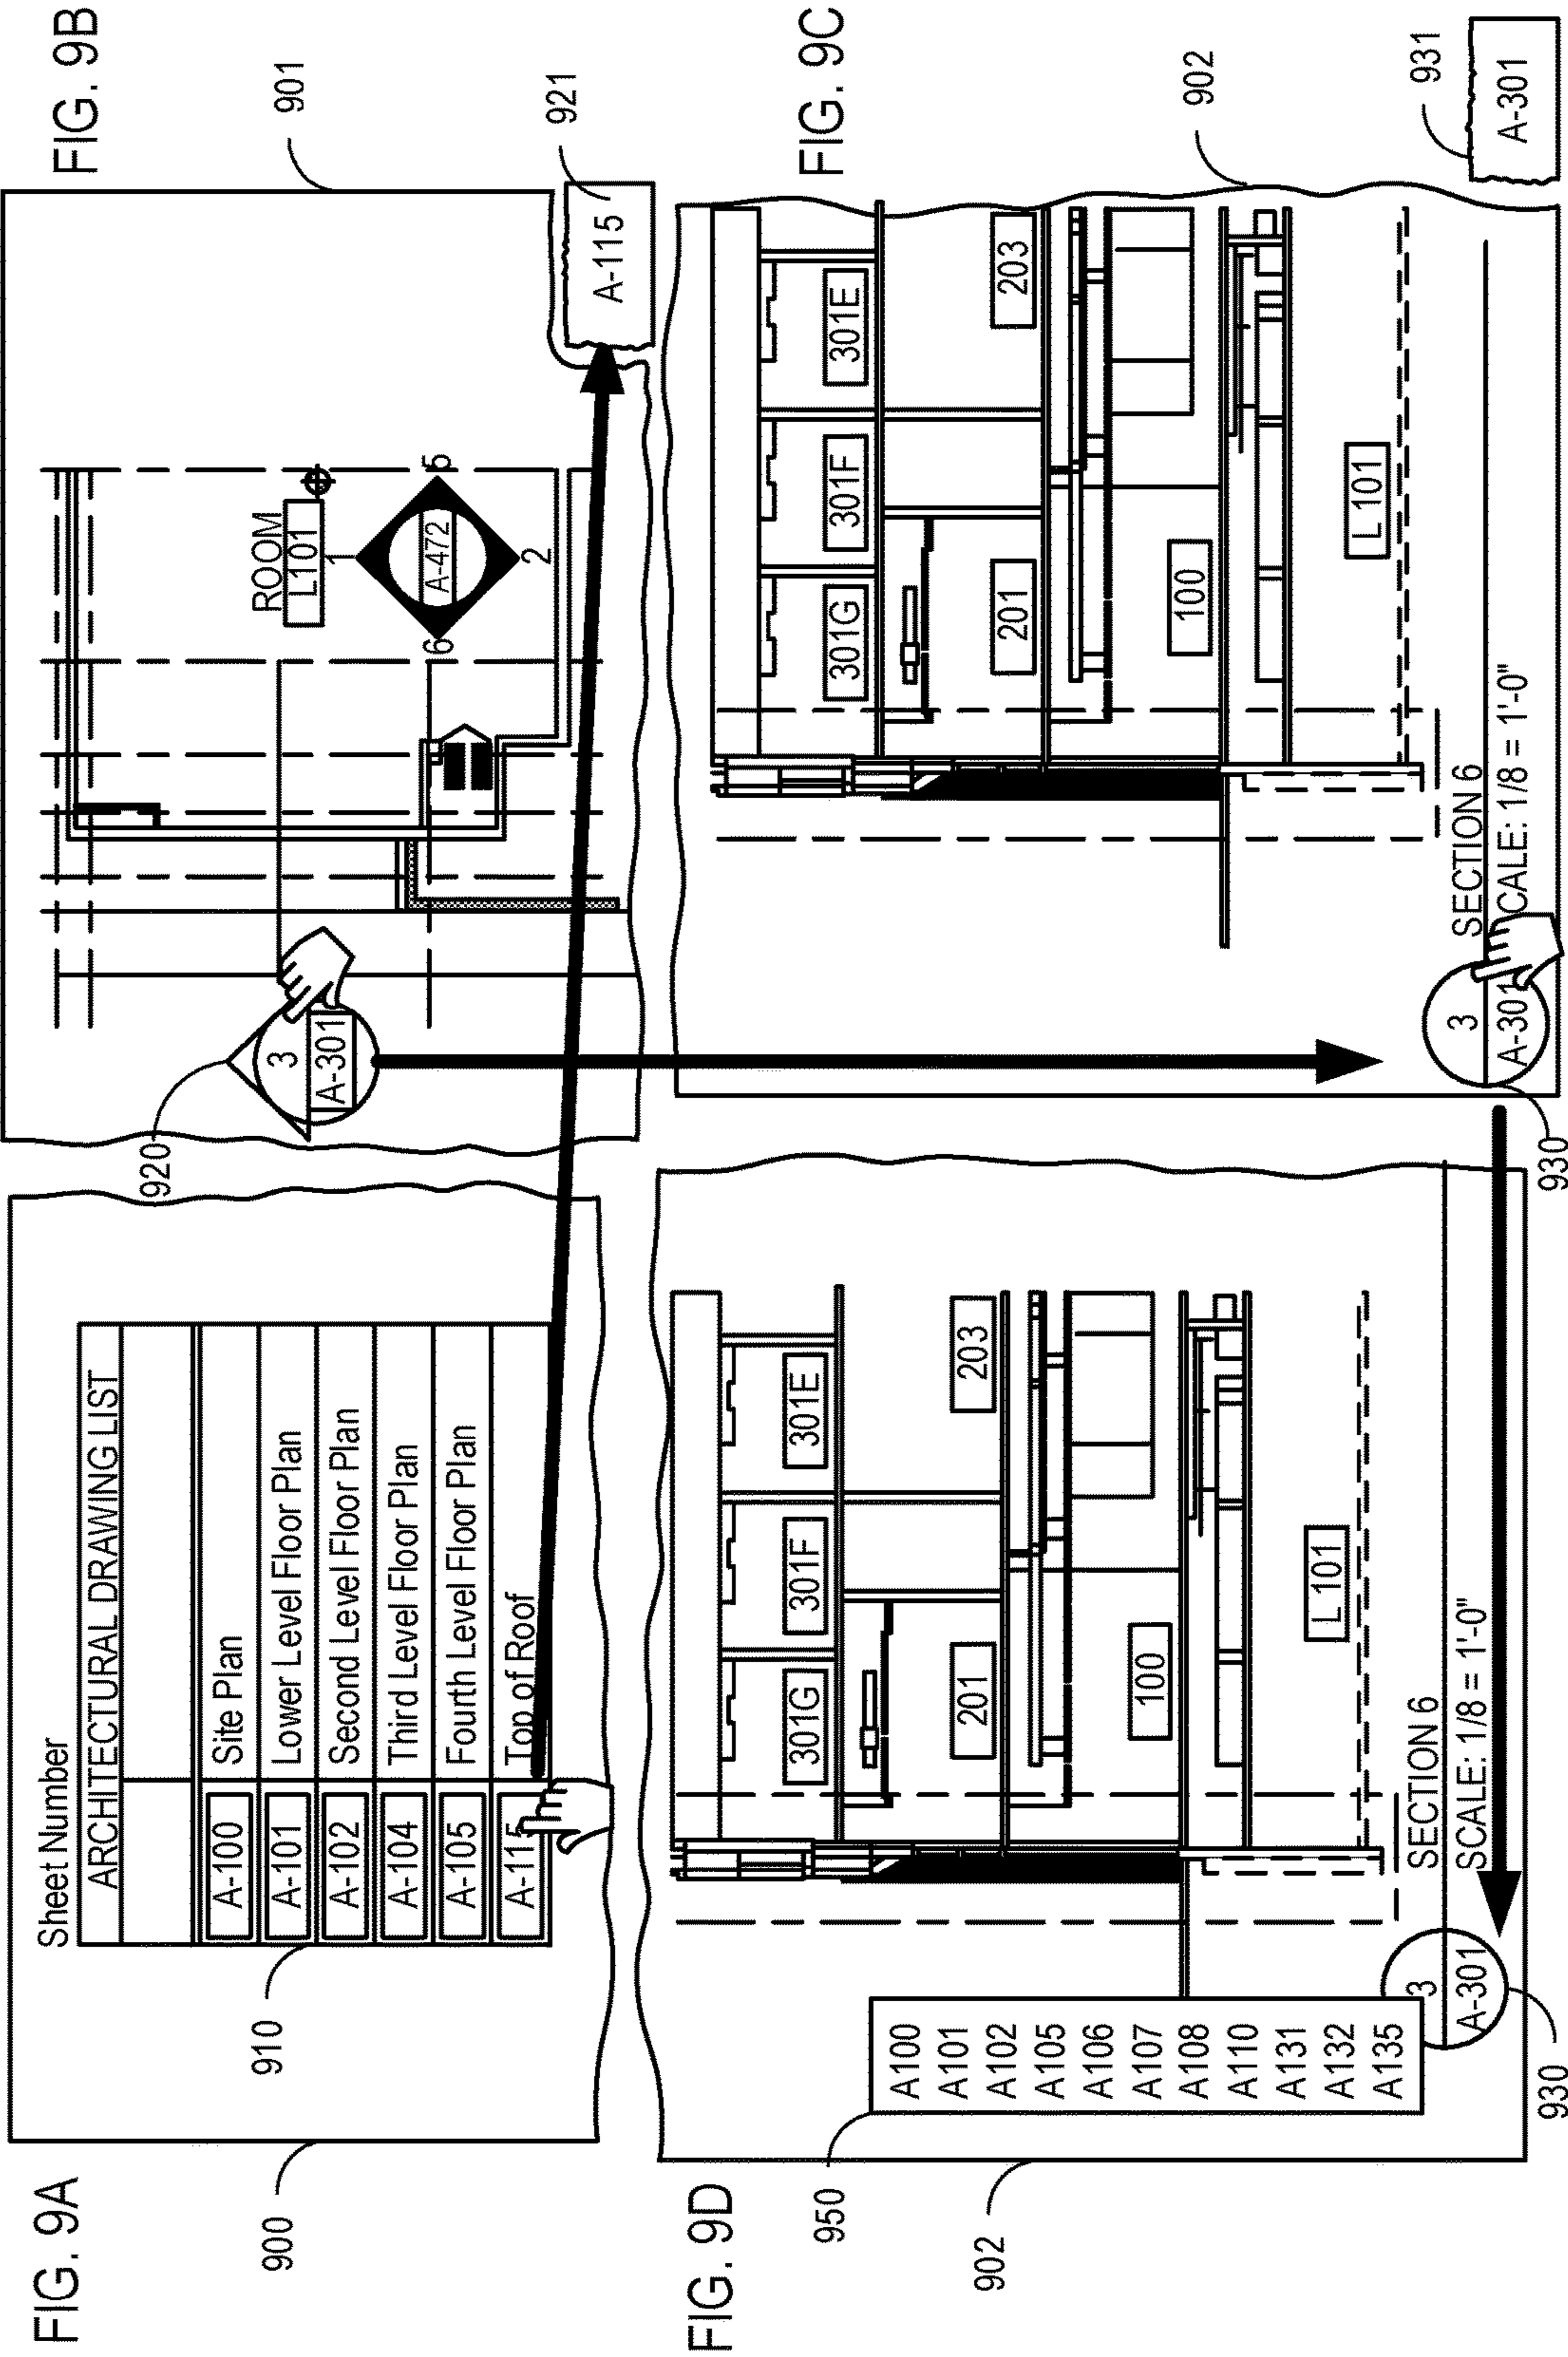 FIG. 9A
900
910
Sheet Number
ARCHITECTURAL DRAWING LIST
A-100 Site Plan
A-101 Lower Level Floor Plan
A-102 Second Level Floor Plan
A-104 Third Level Floor Plan
A-105 Fourth Level Floor Plan
A-115 Top of Roof
FIG. 9B
901
920
3
A-301
ROOM
L101
1
A-472
5
6
2
A-115
921
FIG. 9D
950
902
A100
A101
A102
A105
A106
A107
A108
A110
A131
A132
A135
301G
301F
301E
201
203
100
L101
SECTION 6
SCALE: 1/8 = 1'-0"
3
A-301
930
FIG. 9C
902
301G
301F
301E
201
203
100
L101
SECTION 6
SCALE: 1/8 = 1'-0"
3
A-301
930
931
A-301